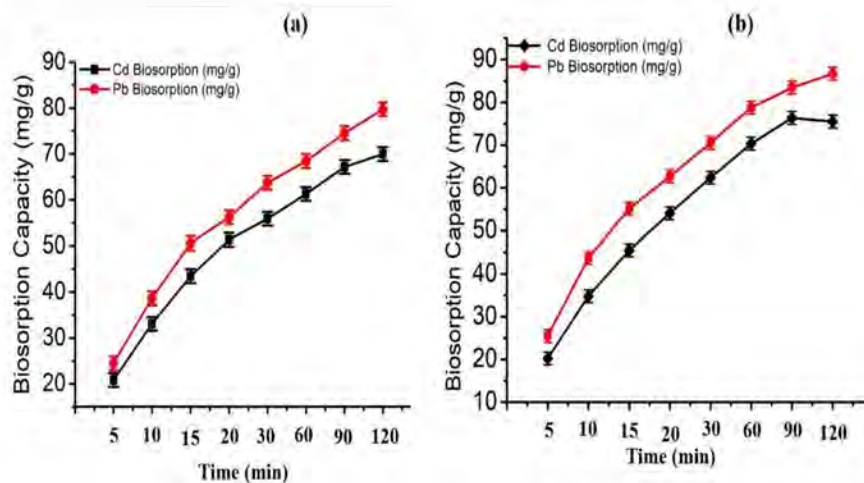 (a)
Cd Biosorption (mg/g)
Pb Biosorption (mg/g)
Biosorption Capacity (mg/g)
90
80
70
60
50
40
30
20
5 10 15 20 30 60 90 120
Time (min)
(b)
Cd Biosorption (mg/g)
Pb Biosorption (mg/g)
Biosorption Capacity (mg/g)
90
80
70
60
50
40
30
20
10
5 10 15 20 30 60 90 120
Time (min)